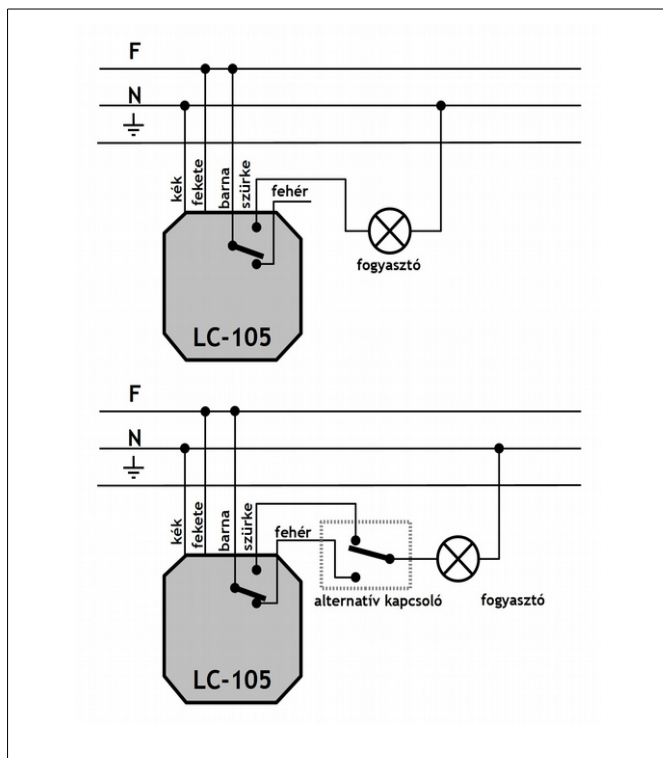 F
N
kék
fekete
barna
szürke
fehér
fogyasztó
LC-105
F
N
kék
fekete
barna
szürke
fehér
alternatív kapcsoló
fogyasztó
LC-105